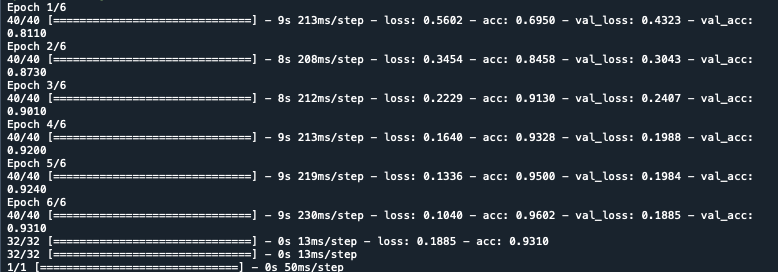 Epoch 1/6
40/40 [==============================] - 9s 213ms/step - loss: 0.5602 - acc: 0.6950 - val_loss: 0.4323 - val_acc:
0.8110
Epoch 2/6
40/40 [==============================] - 8s 208ms/step - loss: 0.3454 - acc: 0.8458 - val_loss: 0.3043 - val_acc:
0.8730
Epoch 3/6
40/40 [==============================] - 8s 212ms/step - loss: 0.2229 - acc: 0.9130 - val_loss: 0.2407 - val_acc:
0.9010
Epoch 4/6
40/40 [==============================] - 9s 213ms/step - loss: 0.1640 - acc: 0.9328 - val_loss: 0.1988 - val_acc:
0.9200
Epoch 5/6
40/40 [==============================] - 9s 219ms/step - loss: 0.1336 - acc: 0.9500 - val_loss: 0.1984 - val_acc:
0.9240
Epoch 6/6
40/40 [==============================] - 9s 230ms/step - loss: 0.1040 - acc: 0.9602 - val_loss: 0.1885 - val_acc:
0.9310
32/32 [==============================] - 0s 13ms/step - loss: 0.1885 - acc: 0.9310
32/32 [==============================] - 0s 13ms/step
1/1 [==============================] - 0s 50ms/step